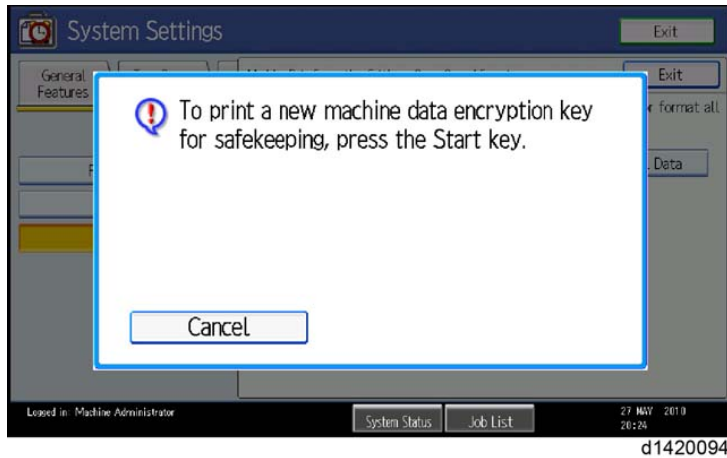 System Settings
Exit
General
Features
Exit
r format all
To print a new machine data encryption key
for safekeeping, press the Start key.
. Data
F
Cancel
Logged in: Machine Administrator
System Status
Job List
27 MAY 2010
20:24
d1420094